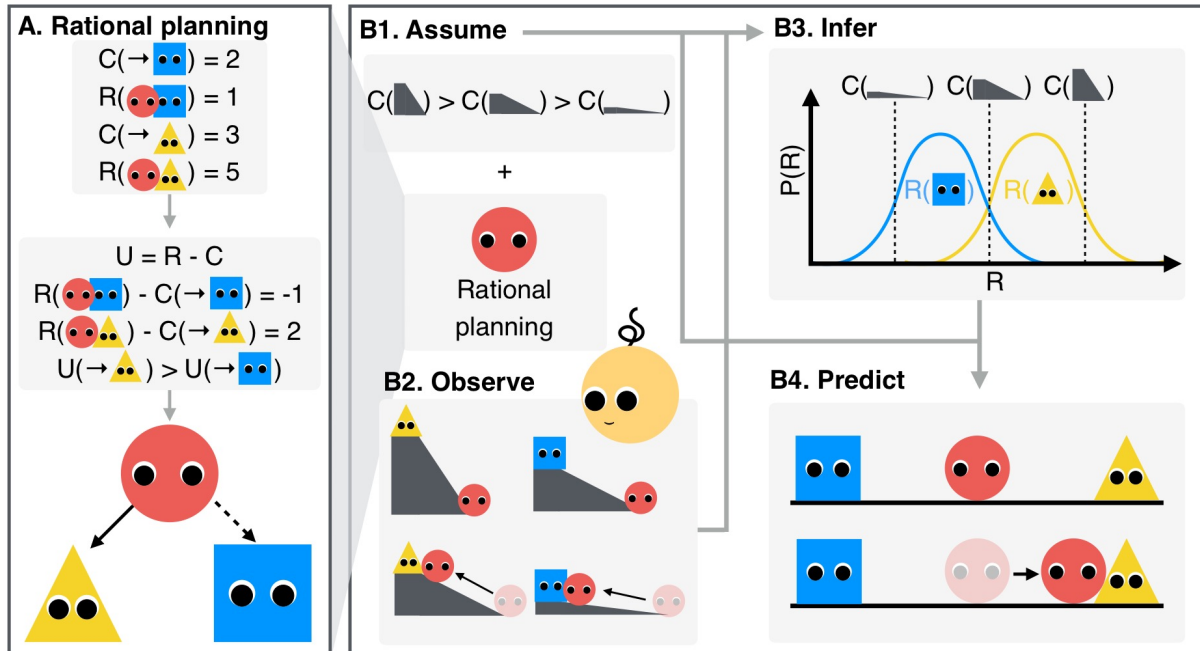 A. Rational planning
C(→ ) = 2
R( ) = 1
C(→ ) = 3
R( ) = 5
U = R - C
R( ) - C(→ ) = -1
R( ) - C(→ ) = 2
U(→ ) > U(→ )
B1. Assume
C( ) > C( ) > C( )
+
Rational
planning
B2. Observe
B3. Infer
C( ) C( ) C( )
P(R)
R( ) R( )
R
B4. Predict